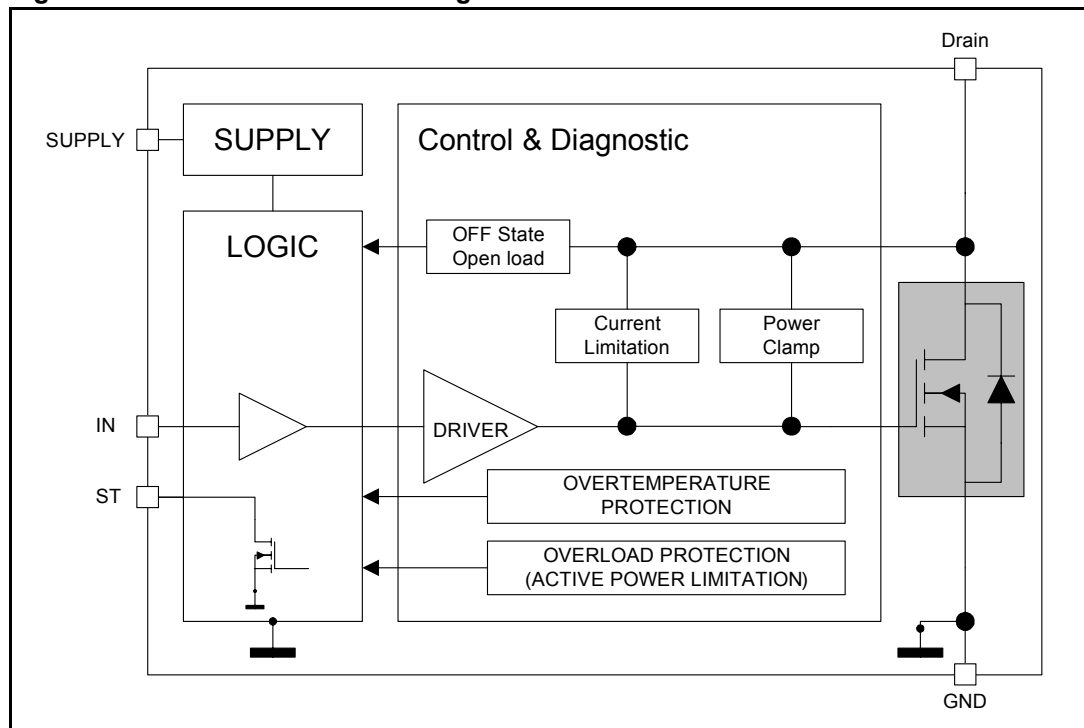 Drain
SUPPLY
SUPPLY
Control & Diagnostic
LOGIC
OFF State
Open load
Current
Limitation
Power
Clamp
IN
DRIVER
ST
OVERTEMPERATURE
PROTECTION
OVERLOAD PROTECTION
(ACTIVE POWER LIMITATION)
GND